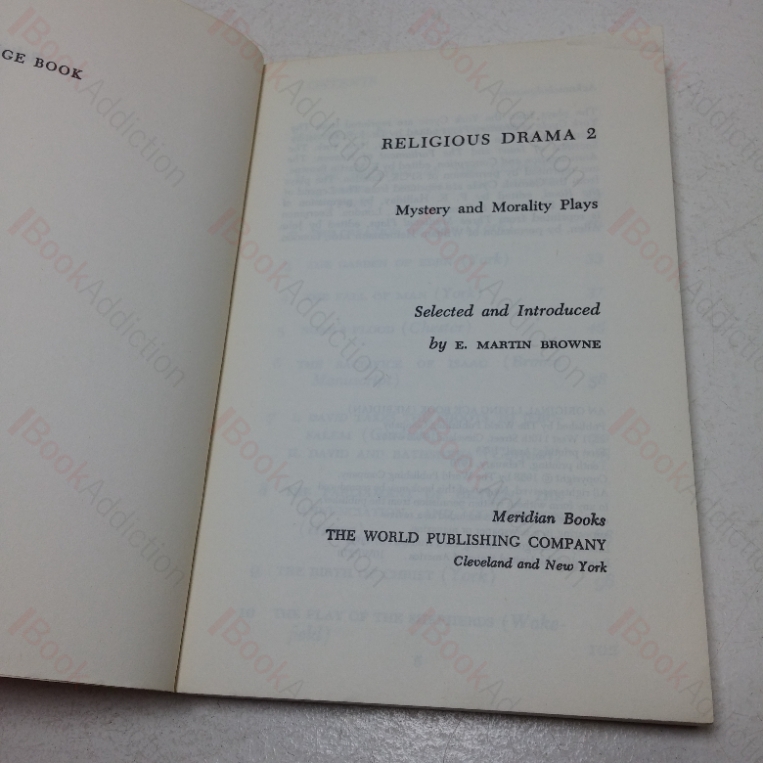 GE BOOK
RELIGIOUS DRAMA 2
Mystery and Morality Plays
Selected and Introduced
by E. MARTIN BROWNE
Meridian Books
THE WORLD PUBLISHING COMPANY
Cleveland and New York
BookAddiction